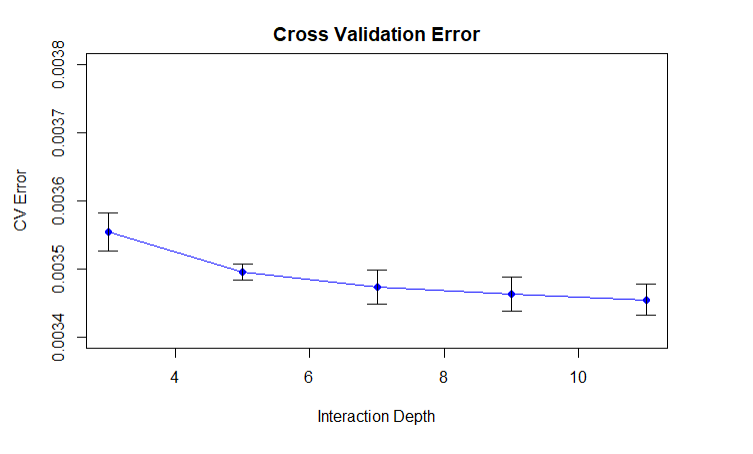 Cross Validation Error
CV Error
0.0038
0.0037
0.0036
0.0035
0.0034
4 6 8 10
Interaction Depth